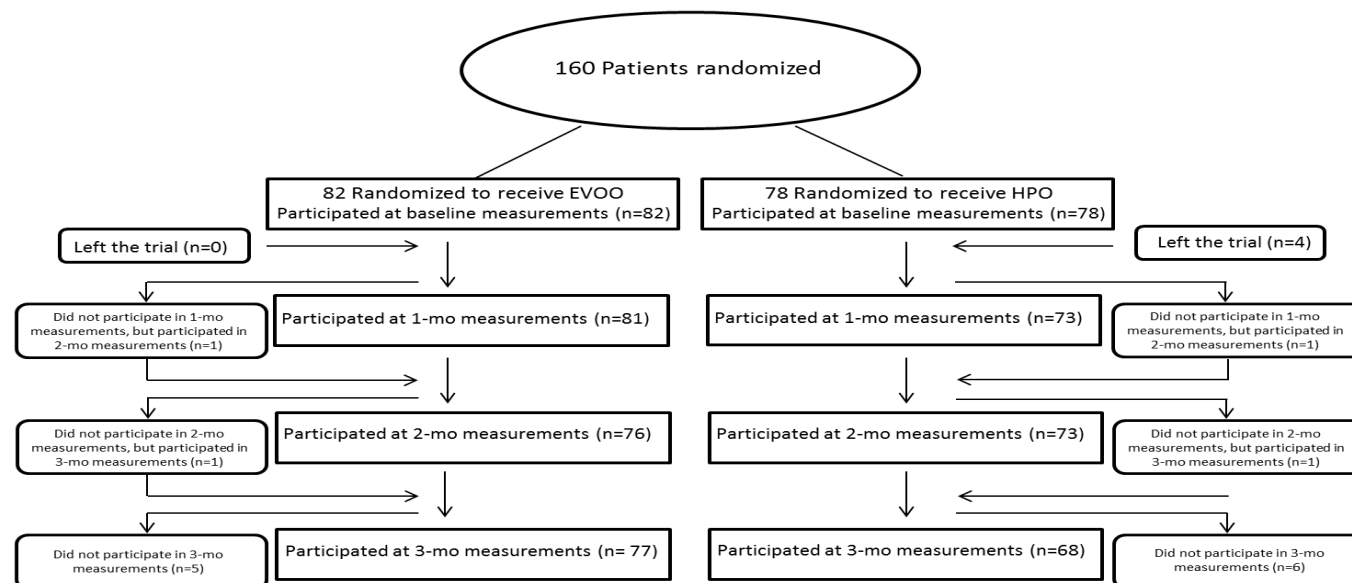 160 Patients randomized
82 Randomized to receive EVOO
Participated at baseline measurements (n=82)
78 Randomized to receive HPO
Participated at baseline measurements (n=78)
Left the trial (n=0)
Left the trial (n=4)
Did not participate in 1-mo
measurements, but participated in
2-mo measurements (n=1)
Participated at 1-mo measurements (n=81)
Participated at 1-mo measurements (n=73)
Did not participate in 1-mo
measurements, but participated in
2-mo measurements (n=1)
Did not participate in 2-mo
measurements, but participated in
3-mo measurements (n=1)
Participated at 2-mo measurements (n=76)
Participated at 2-mo measurements (n=73)
Did not participate in 2-mo
measurements, but participated in
3-mo measurements (n=1)
Did not participate in 3-mo
measurements (n=5)
Participated at 3-mo measurements (n= 77)
Participated at 3-mo measurements (n=68)
Did not participate in 3-mo
measurements (n=6)